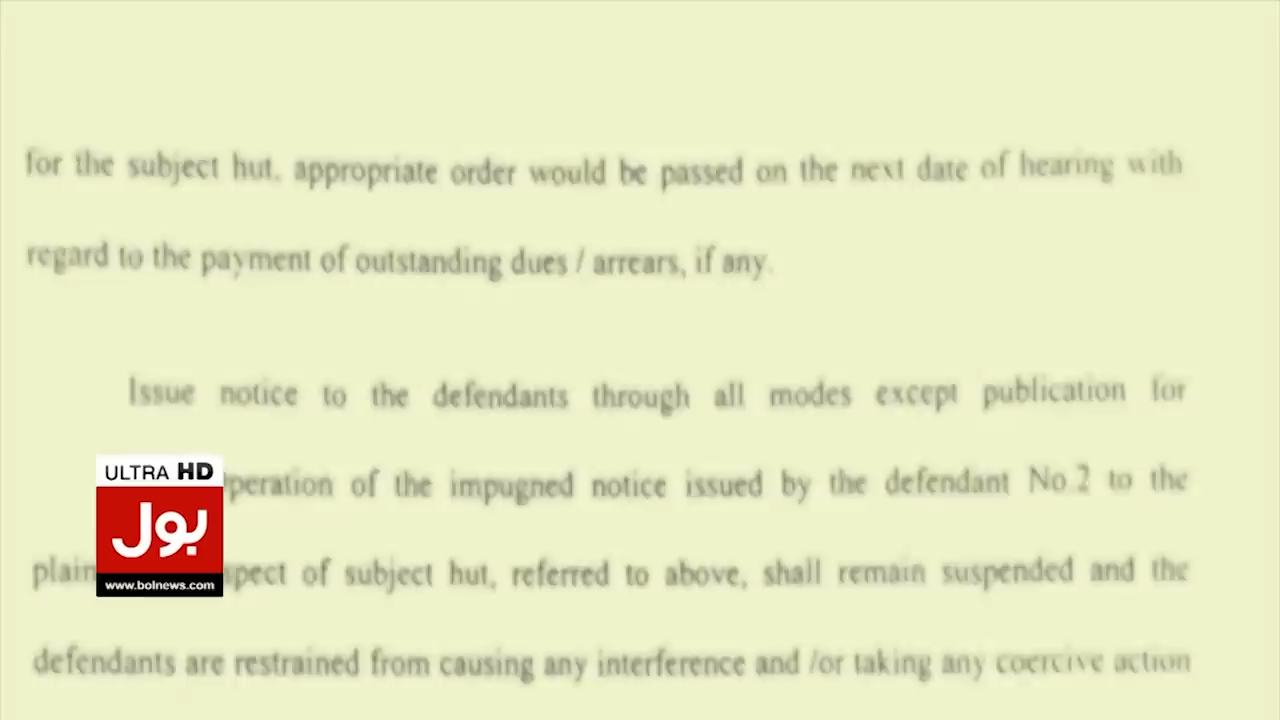 for the subject hut, appropriate order would be passed on the next date of hearing with
regard to the payment of outstanding dues / arrears, if any.
Issue notice to the defendants through all modes except publication for
peration of the impugned notice issued by the defendant No.2 to the
plain spect of subject hut, referred to above, shall remain suspended and the
defendants are restrained from causing any interference and /or taking any coercive action
ULTRA HD
بول
www.bolnews.com